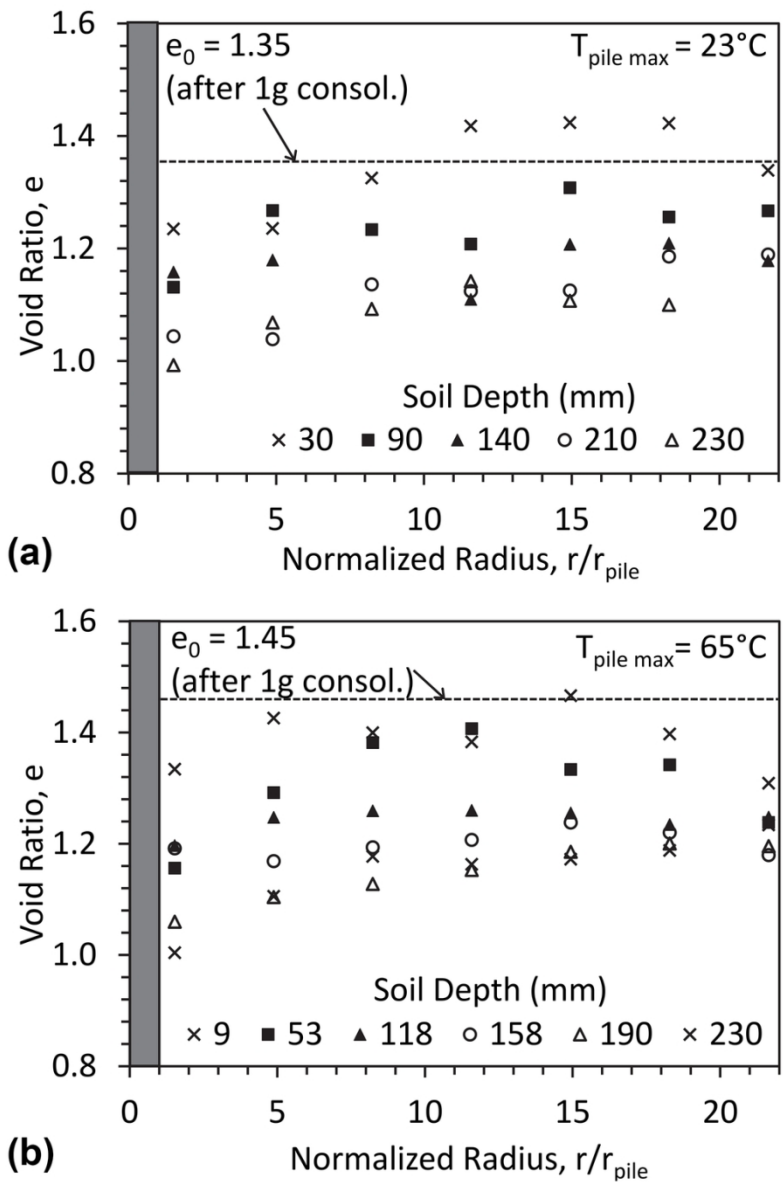 1.6
1.4
1.2
1.0
0.8
Void Ratio, e
e0 = 1.35
(after 1g consol.)
Tpile max = 23°C
Soil Depth (mm)
× 30 ■ 90 ▲ 140 ○ 210 △ 230
0 5 10 15 20
Normalized Radius, r/rpile
(a)
1.6
1.4
1.2
1.0
0.8
Void Ratio, e
e0 = 1.45
(after 1g consol.)
Tpile max = 65°C
Soil Depth (mm)
× 9 ■ 53 ▲ 118 ○ 158 △ 190 × 230
0 5 10 15 20
Normalized Radius, r/rpile
(b)